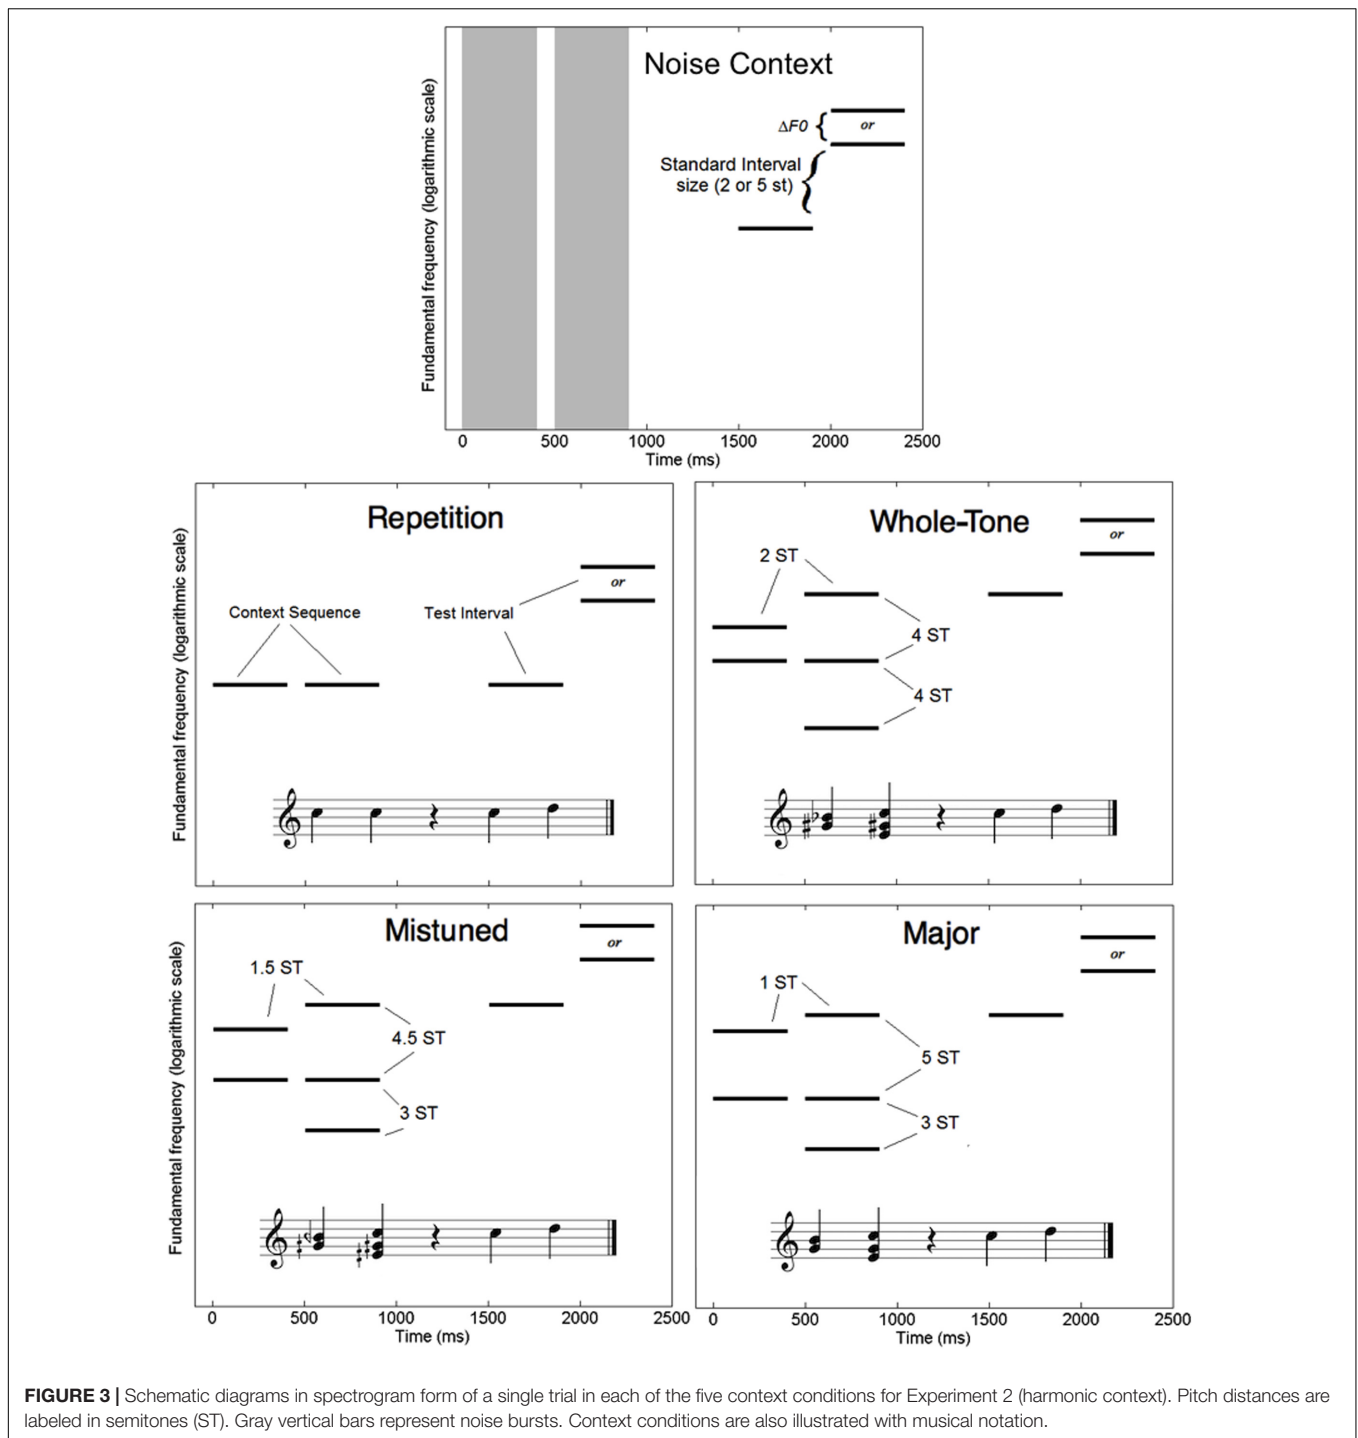 Noise Context
Fundamental frequency (logarithmic scale)
ΔF0
or
Standard Interval
size (2 or 5 st)
0 500 1000 1500 2000 2500
Time (ms)
Repetition
Fundamental frequency (logarithmic scale)
or
Context Sequence
Test Interval
Whole-Tone
or
2 ST
4 ST
4 ST
Mistuned
Fundamental frequency (logarithmic scale)
or
1.5 ST
4.5 ST
3 ST
0 500 1000 1500 2000 2500
Time (ms)
Major
or
1 ST
5 ST
3 ST
0 500 1000 1500 2000 2500
Time (ms)
FIGURE 3 | Schematic diagrams in spectrogram form of a single trial in each of the five context conditions for Experiment 2 (harmonic context). Pitch distances are
labeled in semitones (ST). Gray vertical bars represent noise bursts. Context conditions are also illustrated with musical notation.